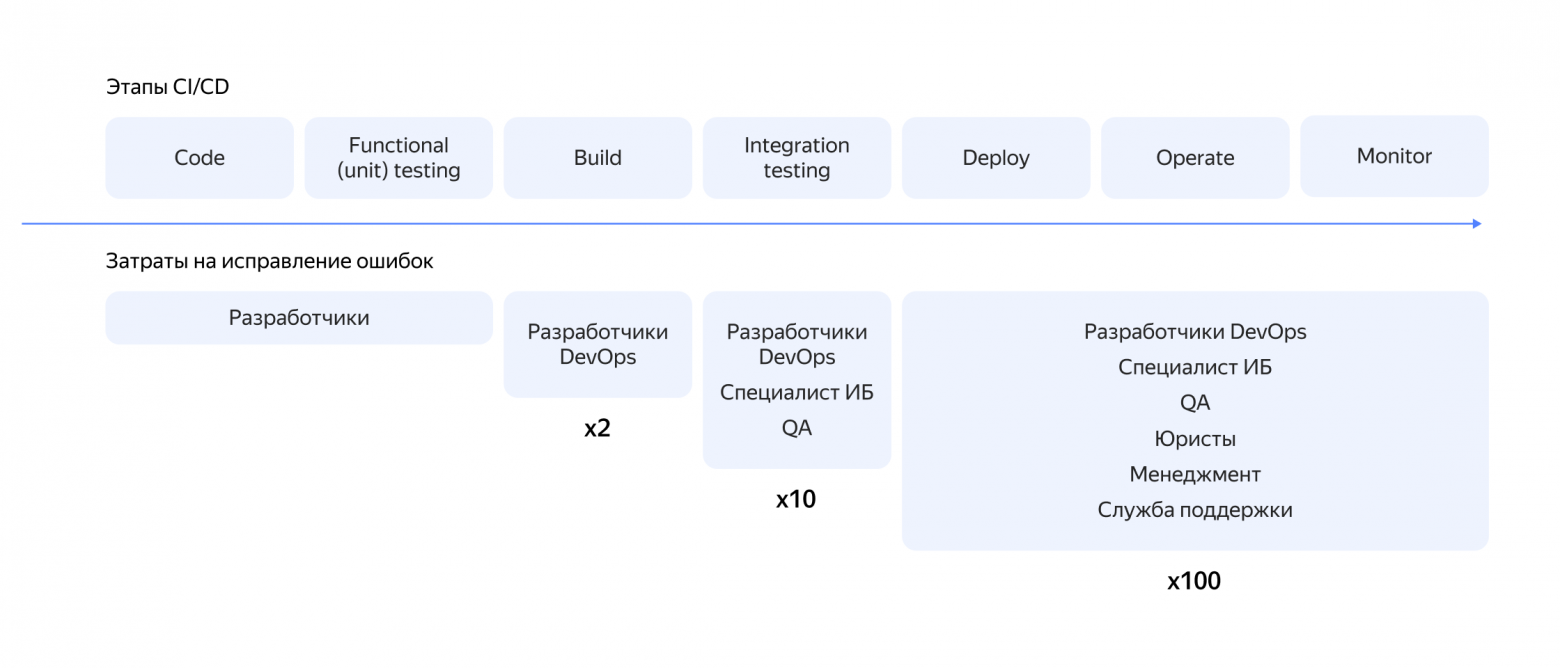 Этапы CI/CD
Code
Functional
(unit) testing
Build
Integration
testing
Deploy
Operate
Monitor
Затраты на исправление ошибок
Разработчики
Разработчики
DevOps
x2
Разработчики
DevOps
Специалист ИБ
QA
x10
Разработчики DevOps
Специалист ИБ
QA
Юристы
Менеджмент
Служба поддержки
x100